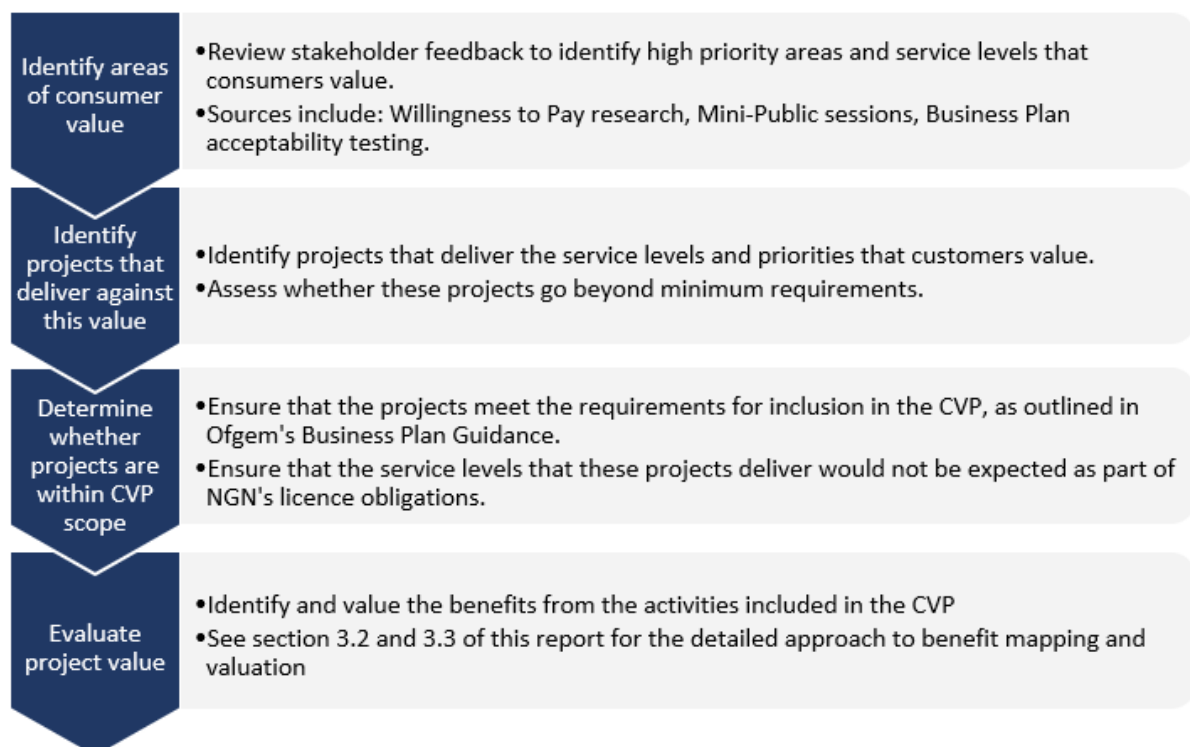 Identify areas
of consumer
value
•Review stakeholder feedback to identify high priority areas and service levels that
consumers value.
•Sources include: Willingness to Pay research, Mini-Public sessions, Business Plan
acceptability testing.
Identify
projects that
deliver against
this value
•Identify projects that deliver the service levels and priorities that customers value.
•Assess whether these projects go beyond minimum requirements.
Determine
whether
projects are
within CVP
scope
•Ensure that the projects meet the requirements for inclusion in the CVP, as outlined in
Ofgem's Business Plan Guidance.
•Ensure that the service levels that these projects deliver would not be expected as part of
NGN's licence obligations.
Evaluate
project value
•Identify and value the benefits from the activities included in the CVP
•See section 3.2 and 3.3 of this report for the detailed approach to benefit mapping and
valuation